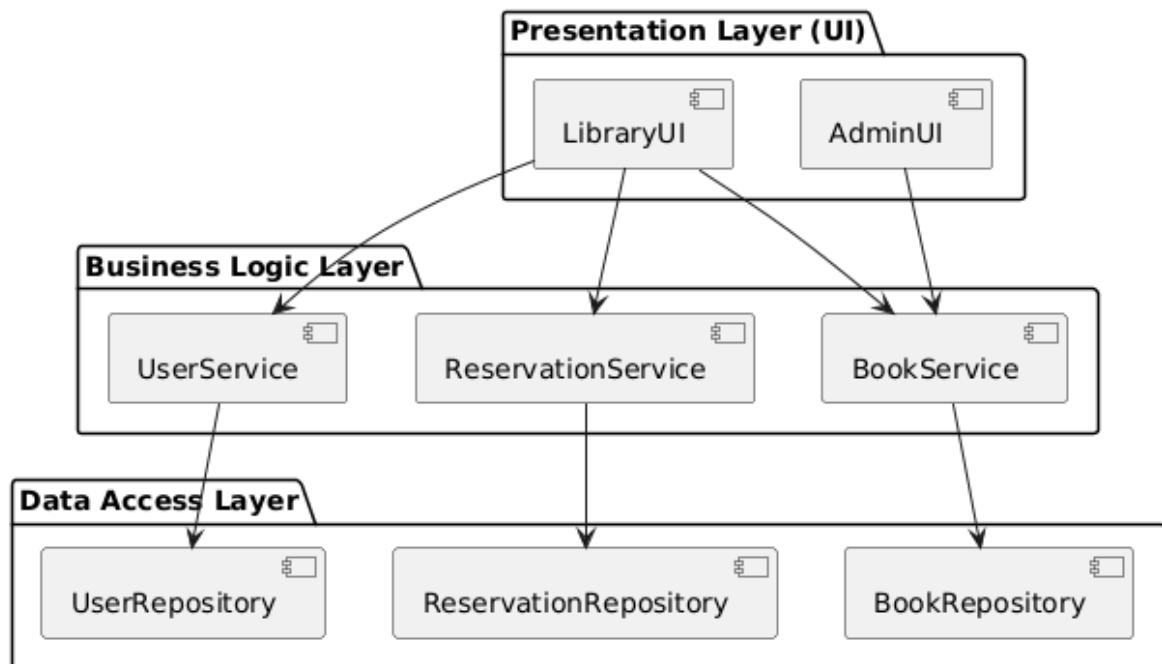 Presentation Layer (UI)
LibraryUI
AdminUI
Business Logic Layer
UserService
ReservationService
BookService
Data Access Layer
UserRepository
ReservationRepository
BookRepository